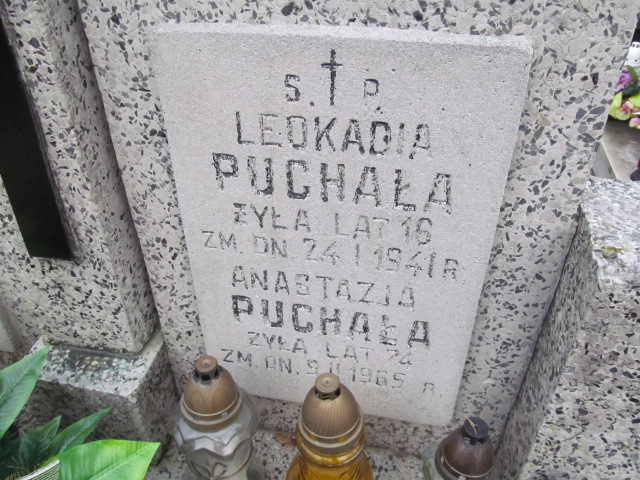 S. P.
LEOKADIA
PUCHAŁA
ŻYŁA LAT 16
ZM. DN. 24 I 1941 R
ANASTAZJA
PUCHAŁA
ŻYŁA LAT 74
ZM. DN. 9 II 1965 R